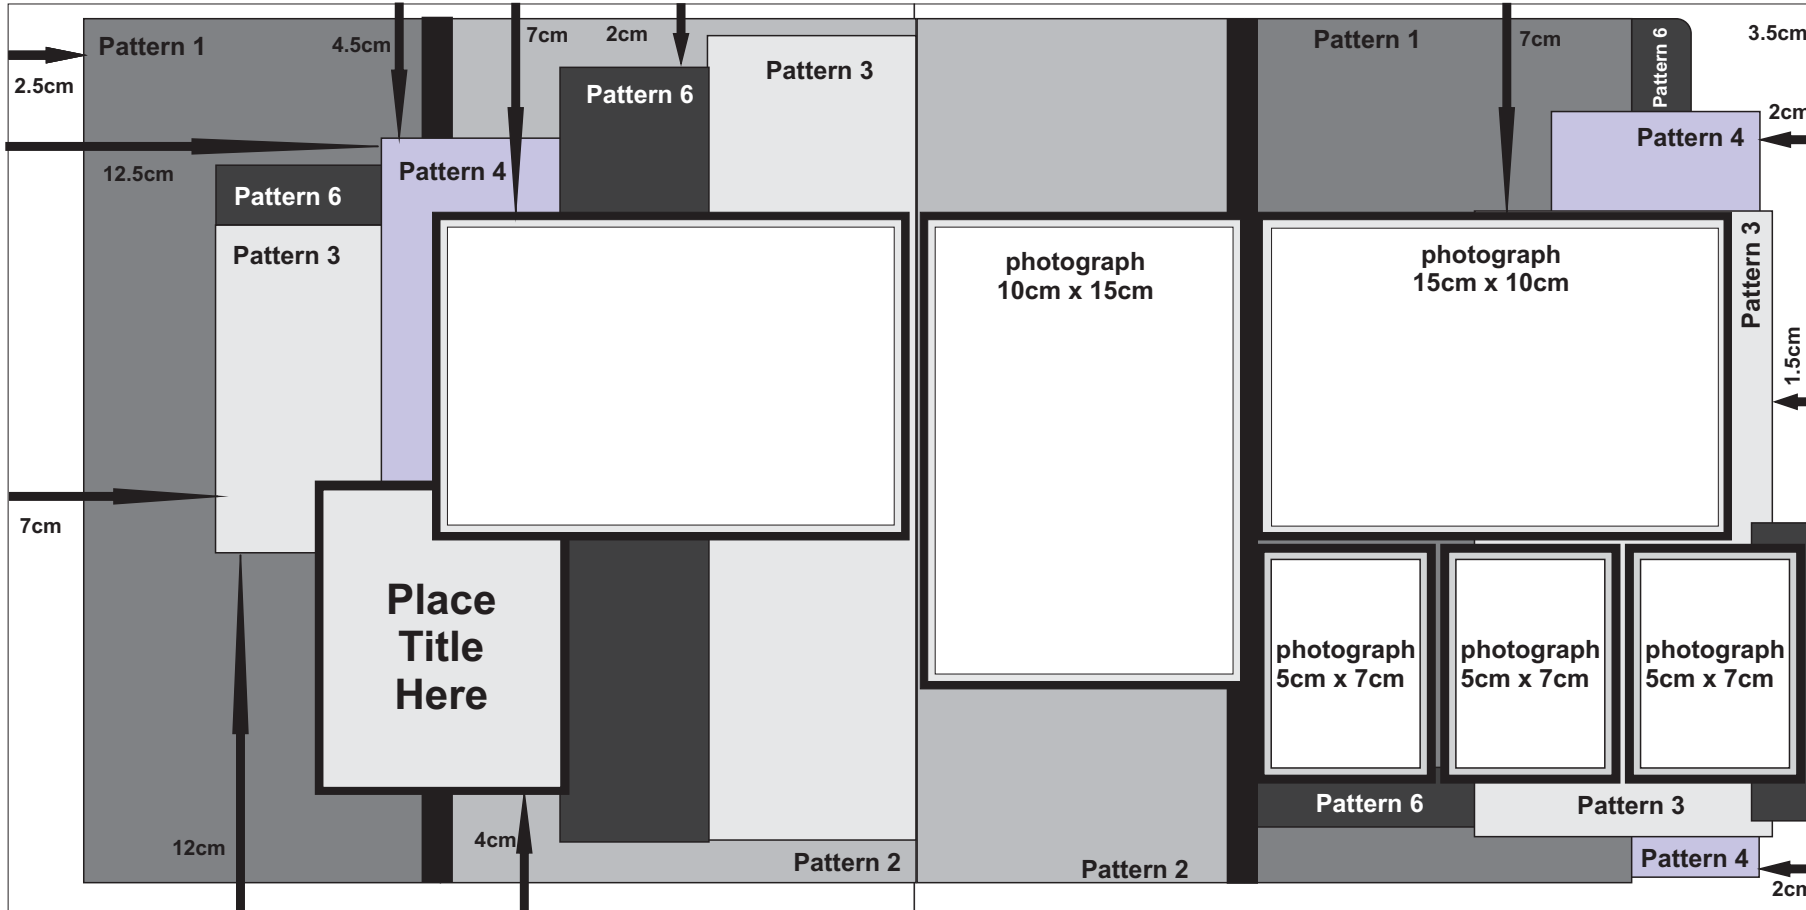 Pattern 1
4.5cm
7cm
2cm
Pattern 3
Pattern 6
2.5cm
12.5cm
Pattern 4
Pattern 6
Pattern 3
7cm
Place
Title
Here
12cm
4cm
Pattern 2
Pattern 1
7cm
Pattern 6
3.5cm
2cm
Pattern 4
photograph
10cm x 15cm
photograph
15cm x 10cm
Pattern 3
1.5cm
photograph
5cm x 7cm
photograph
5cm x 7cm
photograph
5cm x 7cm
Pattern 6
Pattern 3
Pattern 2
Pattern 4
2cm